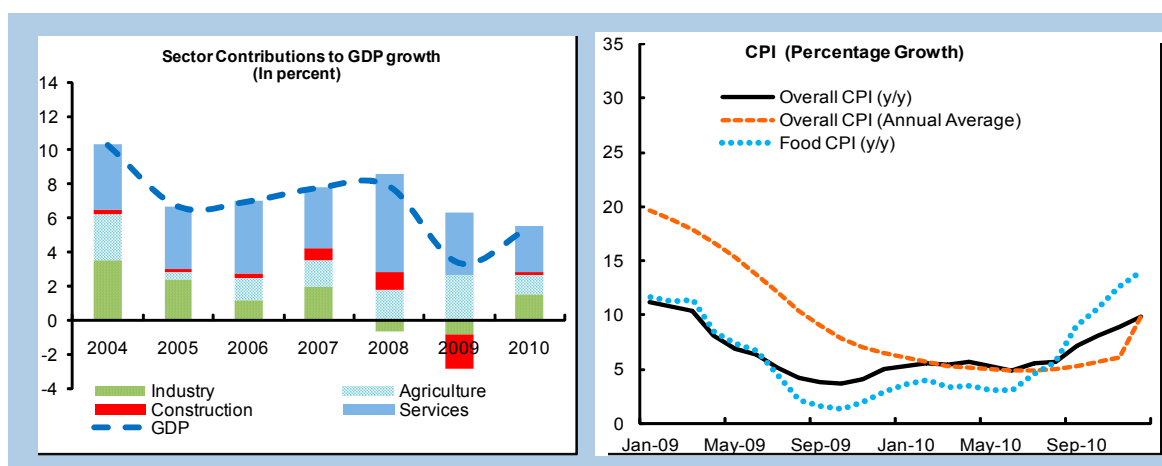 Sector Contributions to GDP growth
(In percent)
14
12
10
8
6
4
2
0
-2
-4
2004 2005 2006 2007 2008 2009 2010
Industry Agriculture
Construction Services
GDP
CPI (Percentage Growth)
35
30
25
20
15
10
5
0
Overall CPI (y/y)
Overall CPI (Annual Average)
Food CPI (y/y)
Jan-09 May-09 Sep-09 Jan-10 May-10 Sep-10